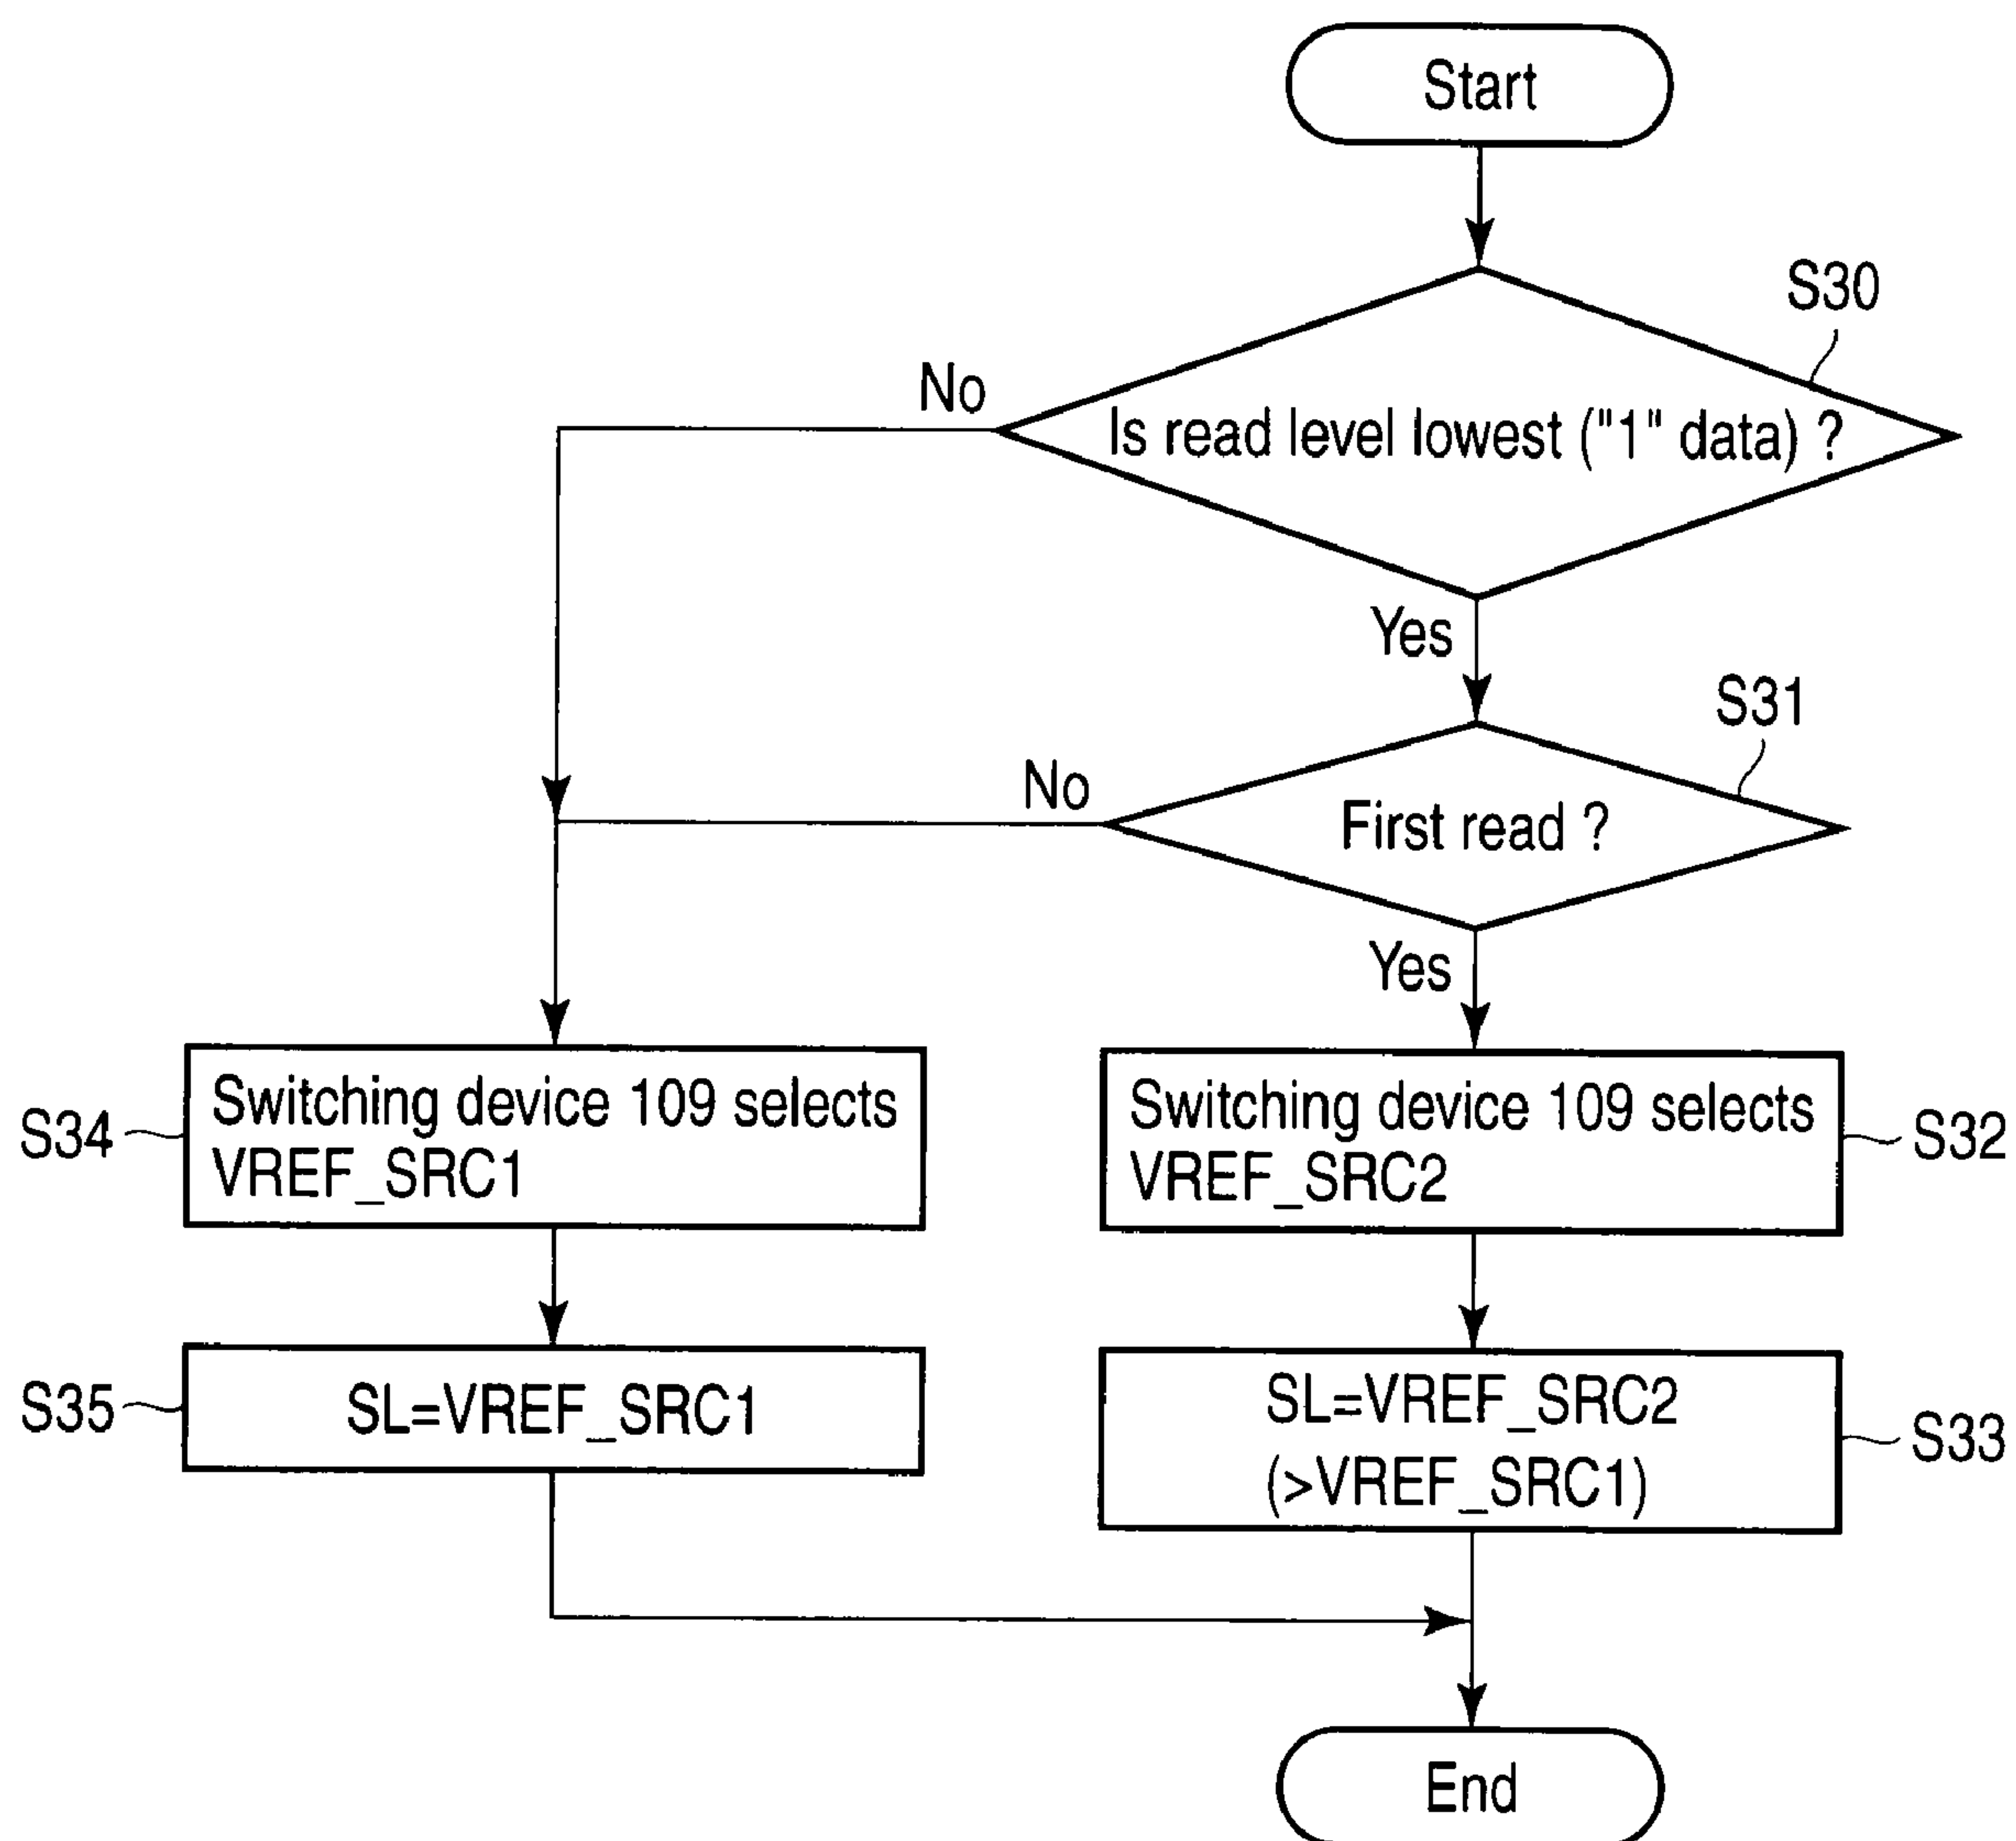 Start
S30
No
Is read level lowest ("1" data) ?
Yes
S31
No
First read ?
Yes
S34
Switching device 109 selects
VREF_SRC1
Switching device 109 selects
VREF_SRC2
S32
S35
SL=VREF_SRC1
SL=VREF_SRC2
(>VREF_SRC1)
S33
End